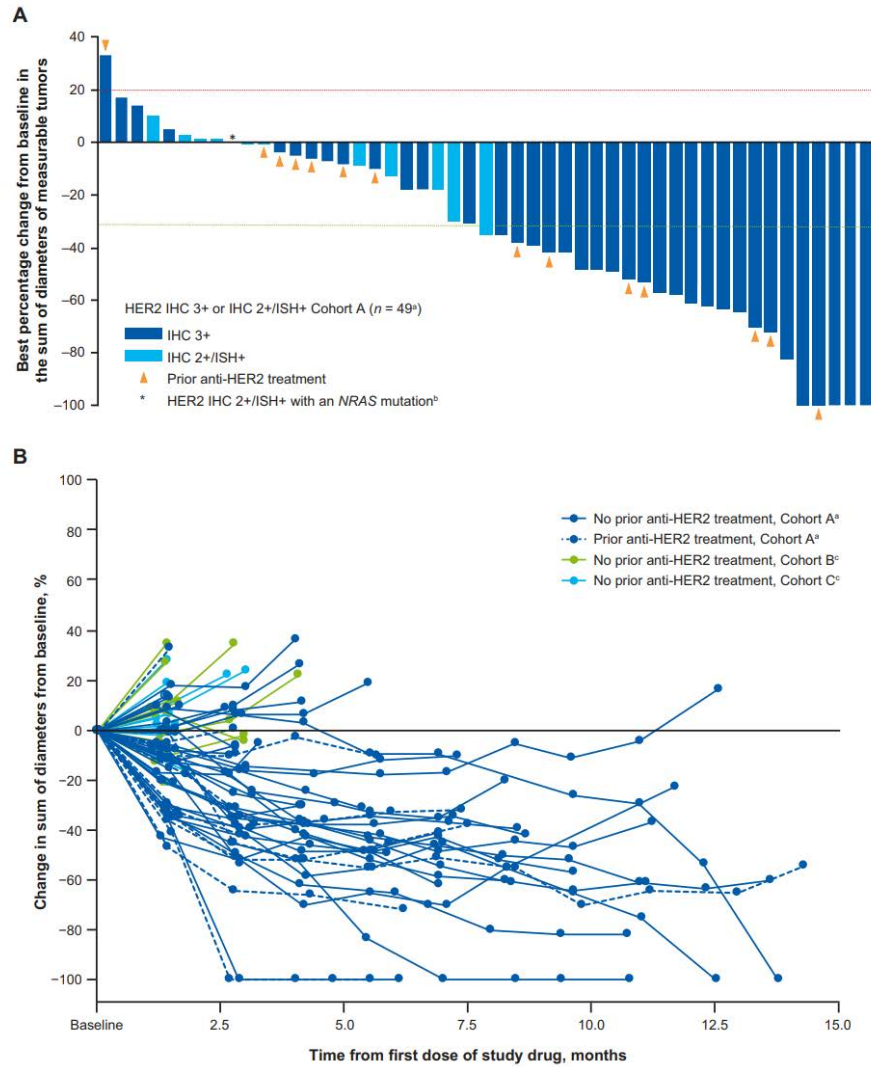 A
Best percentage change from baseline in
the sum of diameters of measurable tumors
40
20
0
–20
–40
–60
–80
–100
*
HER2 IHC 3+ or IHC 2+/ISH+ Cohort A (n = 49ᵃ)
IHC 3+
IHC 2+/ISH+
Prior anti-HER2 treatment
* HER2 IHC 2+/ISH+ with an NRAS mutationᵇ
B
Change in sum of diameters from baseline, %
100
80
60
40
20
0
–20
–40
–60
–80
–100
No prior anti-HER2 treatment, Cohort Aᵃ
Prior anti-HER2 treatment, Cohort Aᵃ
No prior anti-HER2 treatment, Cohort Bᶜ
No prior anti-HER2 treatment, Cohort Cᶜ
Baseline 2.5 5.0 7.5 10.0 12.5 15.0
Time from first dose of study drug, months